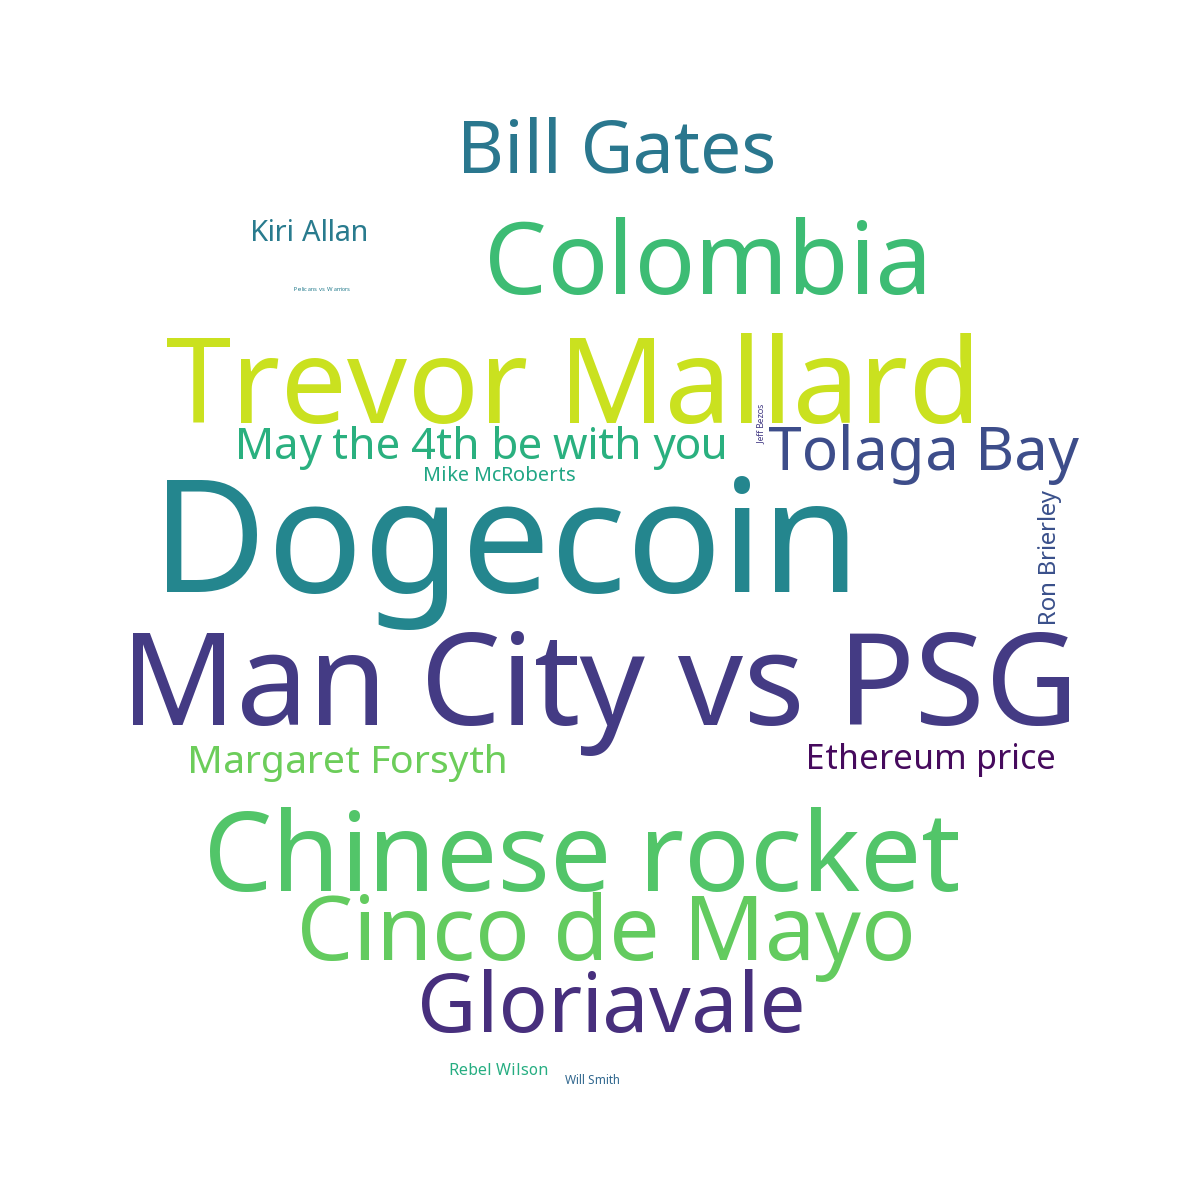 Bill Gates
Kiri Allan
Colombia
Pelicans vs Warriors
Trevor Mallard
Jeff Bezos
May the 4th be with you
Tolaga Bay
Mike McRoberts
Dogecoin
Ron Brierley
Man City vs PSG
Margaret Forsyth
Ethereum price
Chinese rocket
Cinco de Mayo
Gloriavale
Rebel Wilson
Will Smith